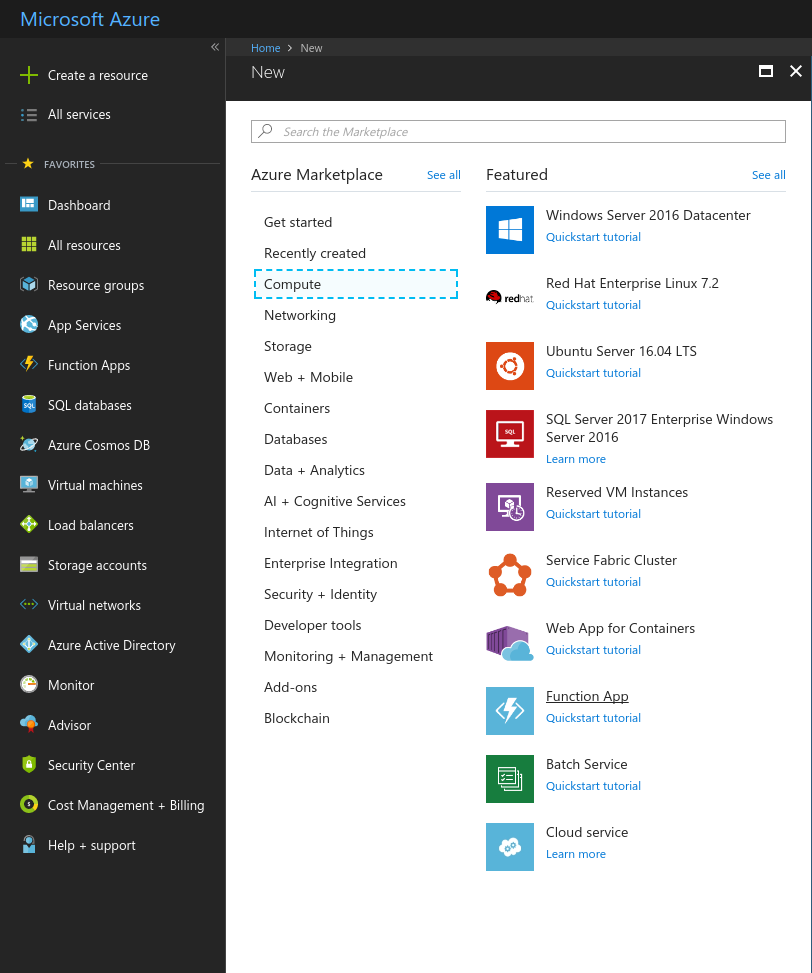 Microsoft Azure
Create a resource
All services
FAVORITES
Dashboard
All resources
Resource groups
App Services
Function Apps
SQL databases
Azure Cosmos DB
Virtual machines
Load balancers
Storage accounts
Virtual networks
Azure Active Directory
Monitor
Advisor
Security Center
Cost Management + Billing
Help + support
Home > New
New
Search the Marketplace
Azure Marketplace See all
Get started
Recently created
Compute
Networking
Storage
Web + Mobile
Containers
Databases
Data + Analytics
AI + Cognitive Services
Internet of Things
Enterprise Integration
Security + Identity
Developer tools
Monitoring + Management
Add-ons
Blockchain
Featured See all
Windows Server 2016 Datacenter
Quickstart tutorial
redhat
Red Hat Enterprise Linux 7.2
Quickstart tutorial
Ubuntu Server 16.04 LTS
Quickstart tutorial
SQL
SQL Server 2017 Enterprise Windows
Server 2016
Learn more
Reserved VM Instances
Quickstart tutorial
Service Fabric Cluster
Quickstart tutorial
Web App for Containers
Quickstart tutorial
Function App
Quickstart tutorial
Batch Service
Quickstart tutorial
Cloud service
Learn more